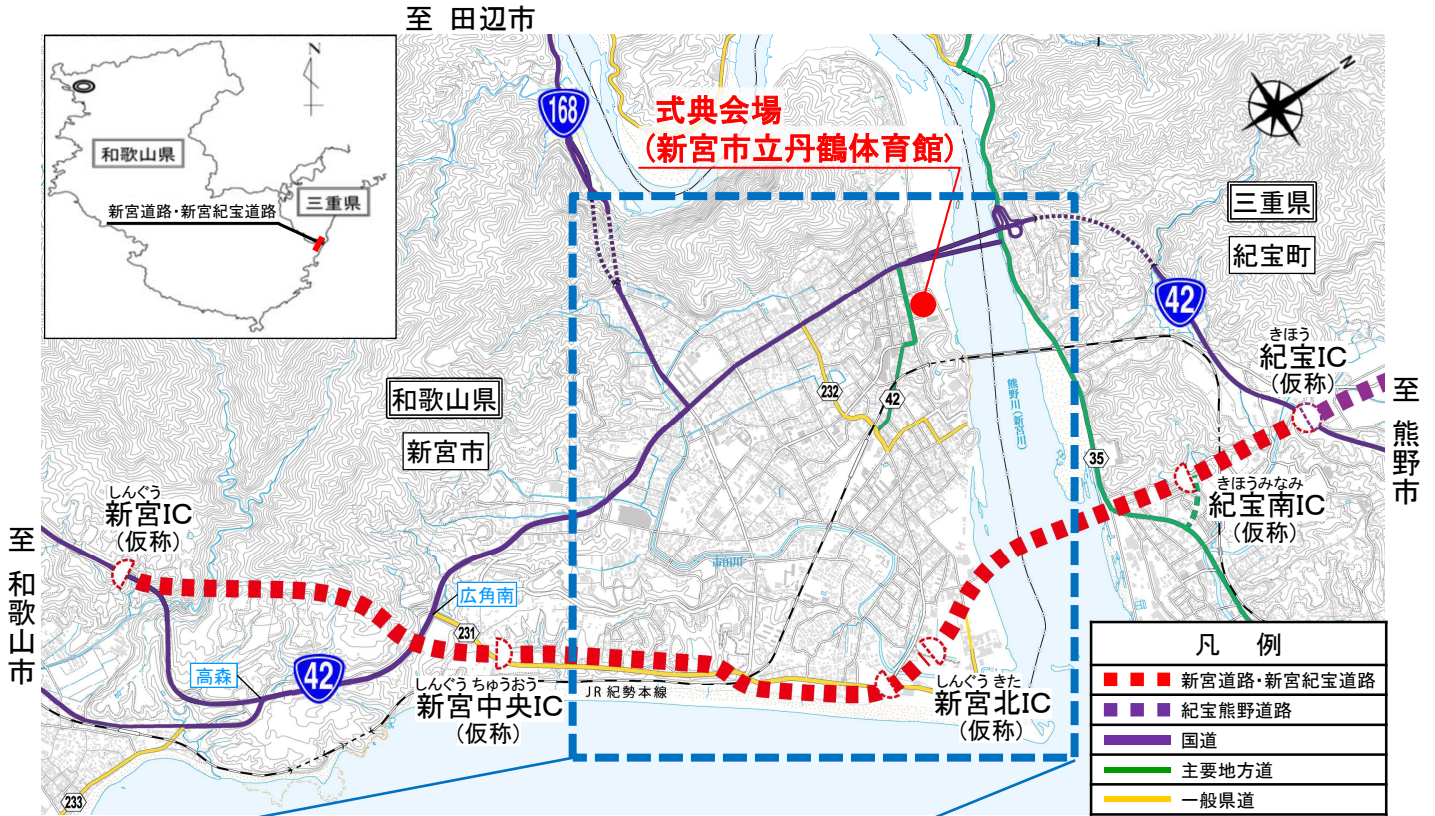 至 田辺市
N
和歌山県
三重県
新宮道路・新宮紀宝道路
168
式典会場
(新宮市立丹鶴体育館)
N
三重県
紀宝町
42
きほう
紀宝IC
(仮称)
至 熊野市
和歌山県
新宮市
232
42
熊野川(新宮川)
35
きほうみなみ
紀宝南IC
(仮称)
しんぐう
新宮IC
(仮称)
至 和歌山市
市田川
広角南
231
高森
42
しんぐう ちゅうおう
新宮中央IC
(仮称)
JR紀勢本線
しんぐう きた
新宮北IC
(仮称)
233
凡 例
新宮道路・新宮紀宝道路
紀宝熊野道路
国道
主要地方道
一般県道